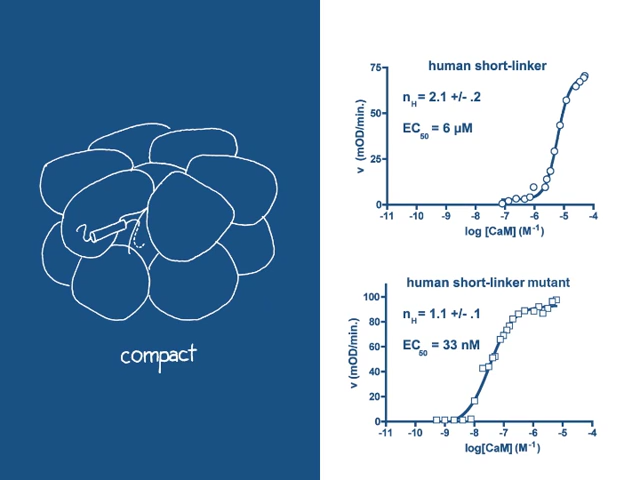 compact
human short-linker
n_H = 2.1 +/- .2
EC_50 = 6 µM
v (mOD/min.)
75
50
25
0
-11 -10 -9 -8 -7 -6 -5 -4
log [CaM] (M^-1)
human short-linker mutant
n_H = 1.1 +/- .1
EC_50 = 33 nM
v (mOD/min.)
100
80
60
40
20
0
-11 -10 -9 -8 -7 -6 -5 -4
log[CaM] (M^-1)